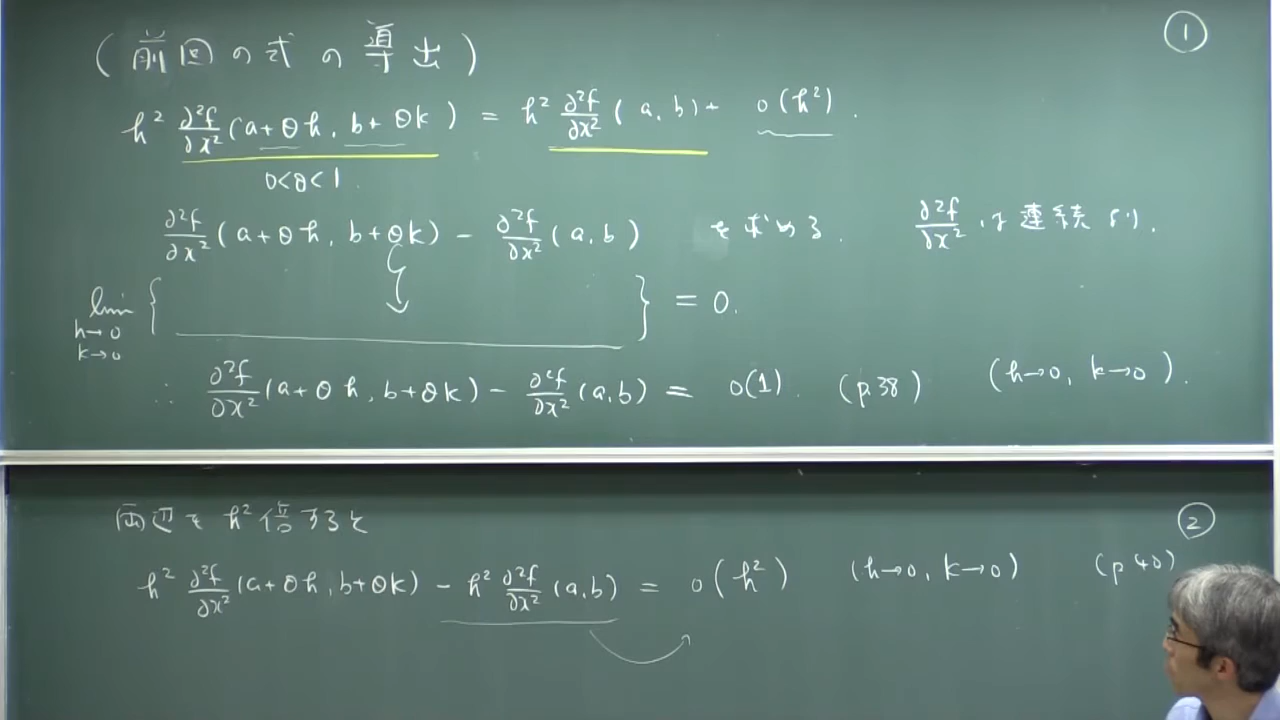 (前回の式の導出) ①
h² ∂²f/∂x² (a+θh, b+θk) = h² ∂²f/∂x² (a, b) + o(h²).
0<θ<1.
∂²f/∂x² (a+θh, b+θk) − ∂²f/∂x² (a, b) を求める. ∂²f/∂x² は連続より.
lim h→0 k→0 { } = 0.
∴ ∂²f/∂x² (a+θh, b+θk) − ∂²f/∂x² (a, b) = o(1). (p.38) (h→0, k→0).
両辺を h² 倍すると ②
h² ∂²f/∂x² (a+θh, b+θk) − h² ∂²f/∂x² (a, b) = o(h²) (h→0, k→0) (p 40)